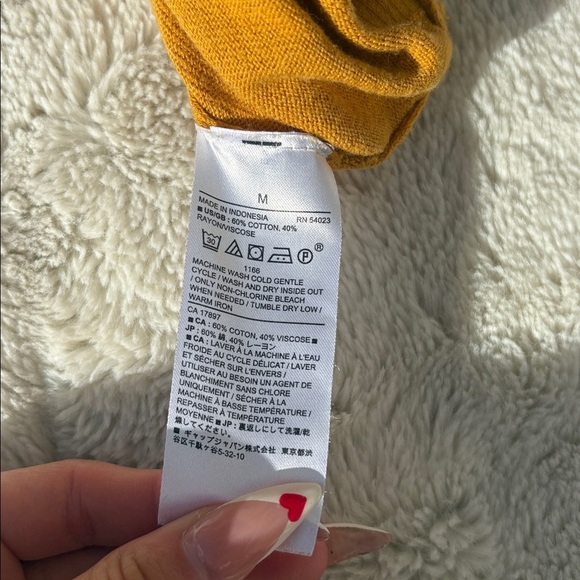 M
MADE IN INDONESIA RN 54023
■ US/GB : 60% COTTON, 40%
RAYON/VISCOSE
30 P ®
1166
MACHINE WASH COLD GENTLE
CYCLE / WASH AND DRY INSIDE OUT
/ ONLY NON-CHLORINE BLEACH
WHEN NEEDED / TUMBLE DRY LOW /
WARM IRON
CA 17897
■ CA : 60% COTON, 40% VISCOSE ■
JP : 60% 綿, 40% レーヨン
■ CA : LAVER À LA MACHINE À L'EAU
FROIDE AU CYCLE DÉLICAT / LAVER
ET SÉCHER SUR L'ENVERS /
UTILISER AU BESOIN UN AGENT DE
BLANCHIMENT SANS CHLORE
UNIQUEMENT / SÉCHER À LA
MACHINE À BASSE TEMPÉRATURE /
REPASSER À TEMPÉRATURE
MOYENNE ■ JP : 裏返しにして洗濯/乾
燥してください。
■ ギャップジャパン株式会社 東京都渋
谷区千駄ヶ谷5-32-10